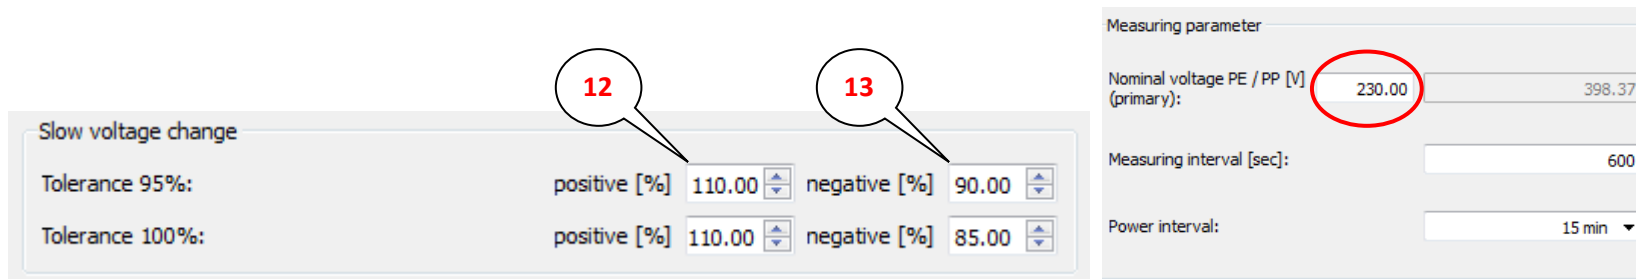 12
13
Slow voltage change
Tolerance 95%: positive [%] 110.00 negative [%] 90.00
Tolerance 100%: positive [%] 110.00 negative [%] 85.00
Measuring parameter
Nominal voltage PE / PP [V] 230.00 398.37
(primary):
Measuring interval [sec]: 600
Power interval: 15 min